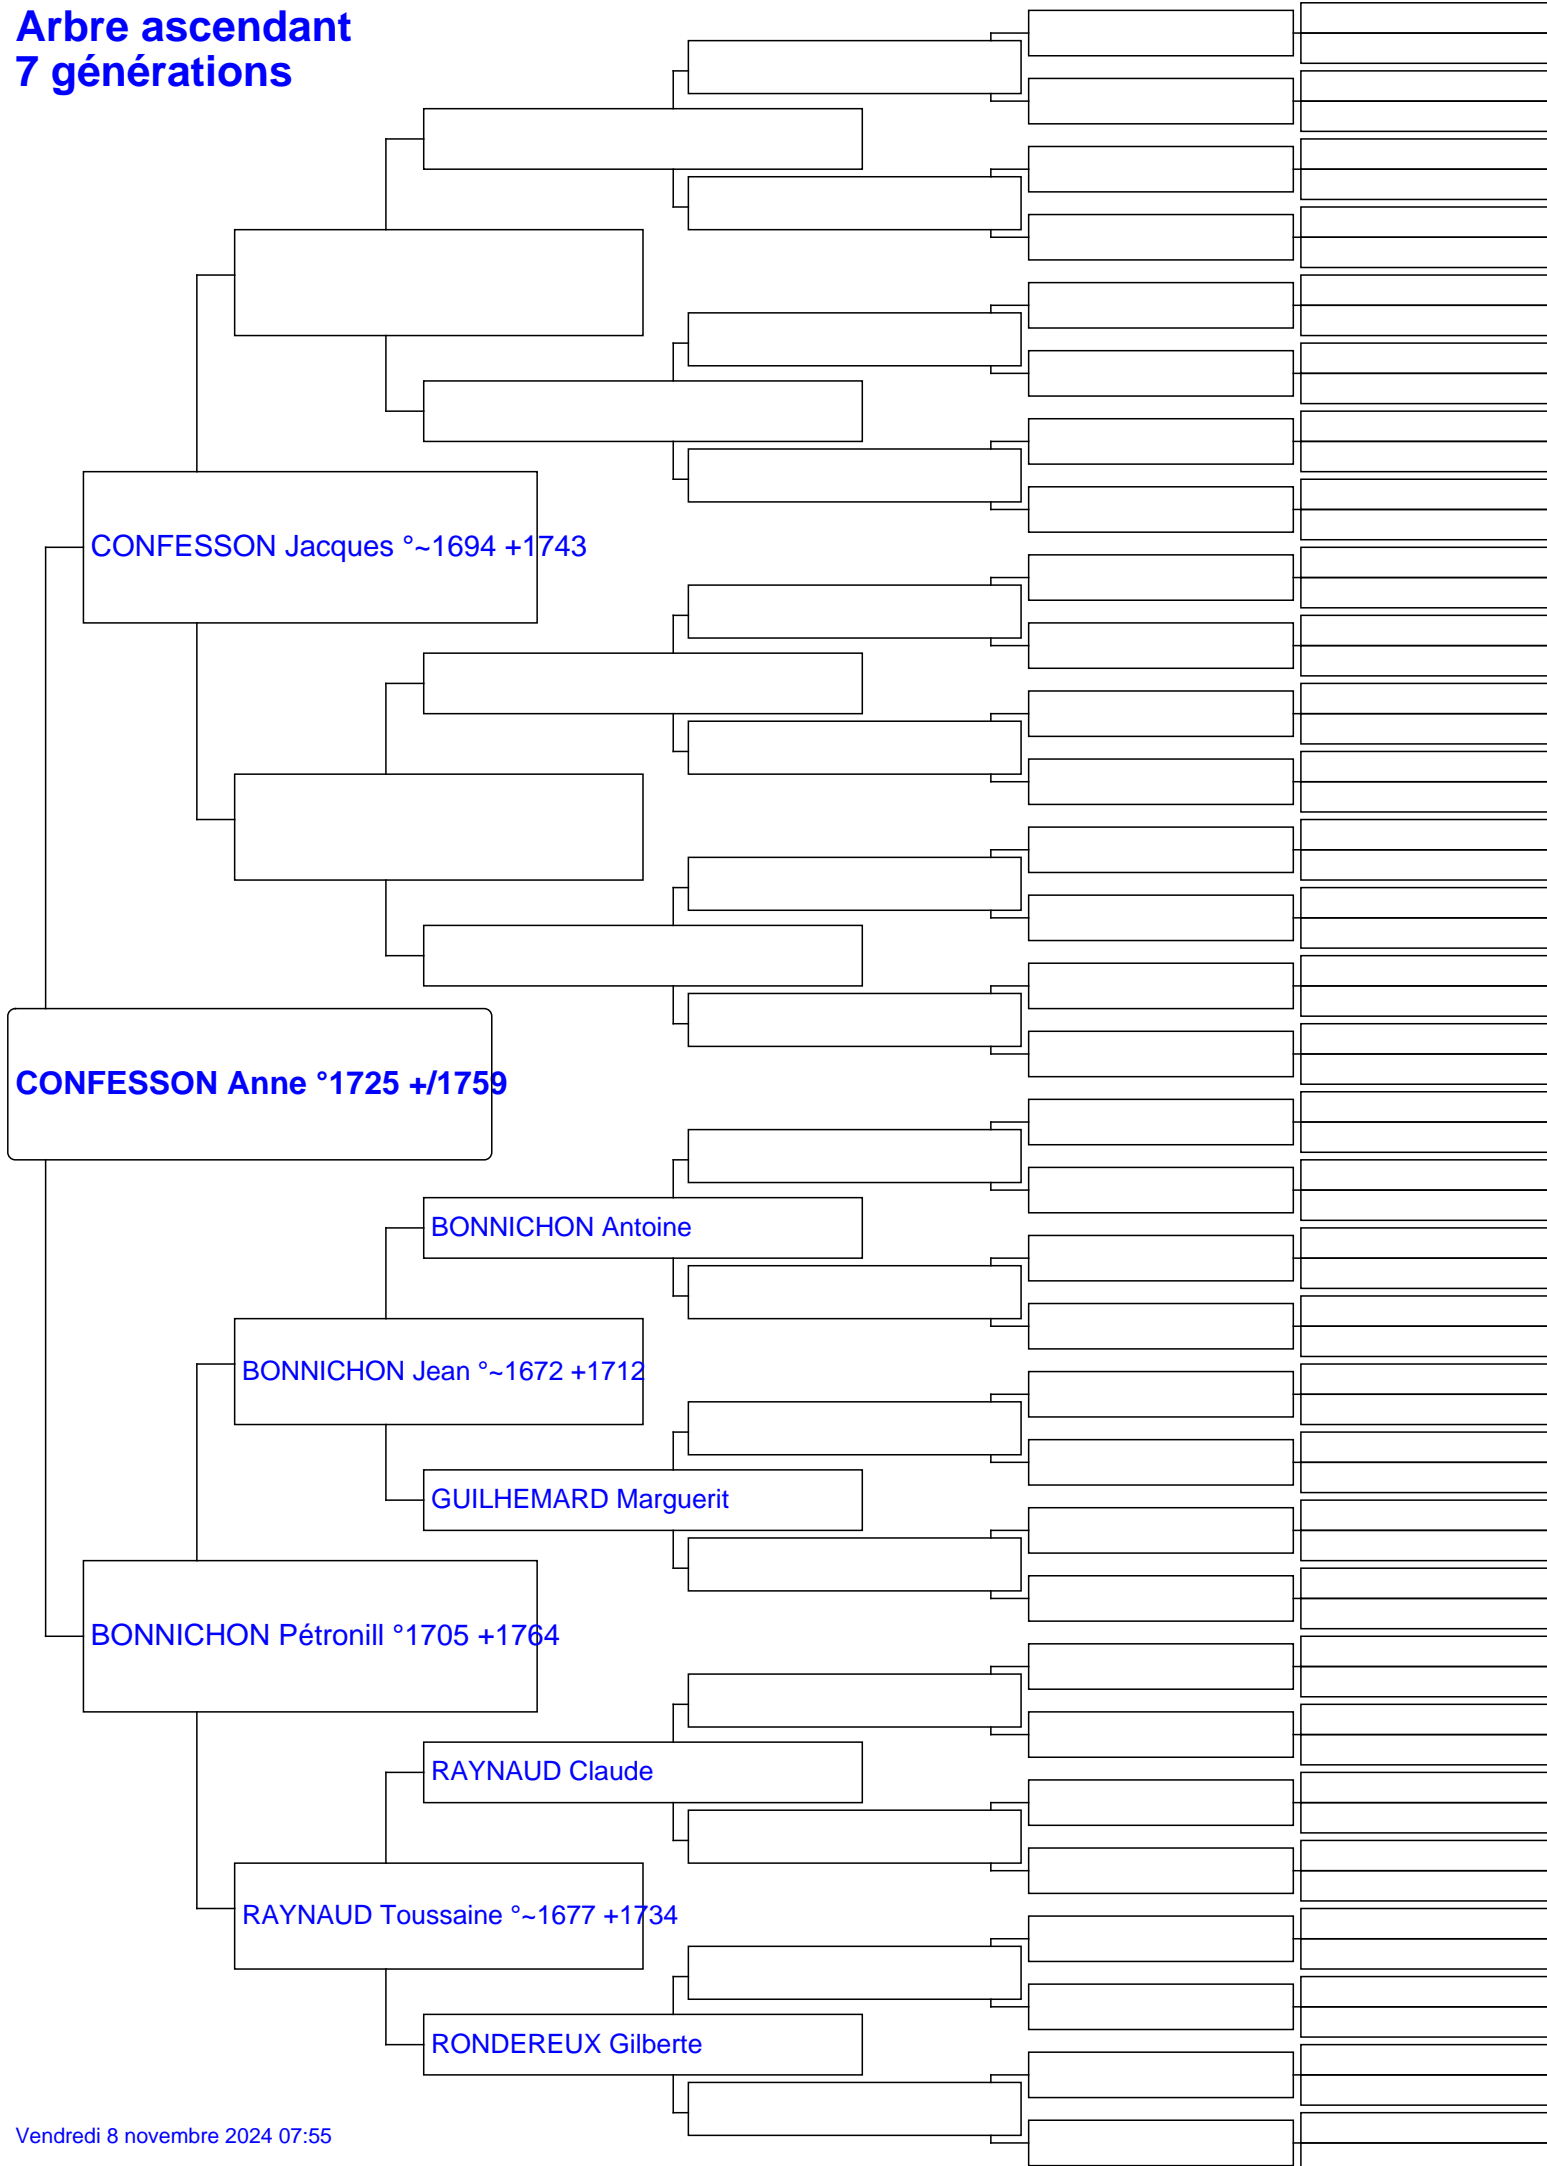 Arbre ascendant
7 générations
CONFESSON Jacques °~1694 +1743
CONFESSON Anne °1725 +/1759
BONNICHON Antoine
BONNICHON Jean °~1672 +1712
GUILHEMARD Marguerit
BONNICHON Pétronill °1705 +1764
RAYNAUD Claude
RAYNAUD Toussaine °~1677 +1734
RONDEREUX Gilberte
Vendredi 8 novembre 2024 07:55